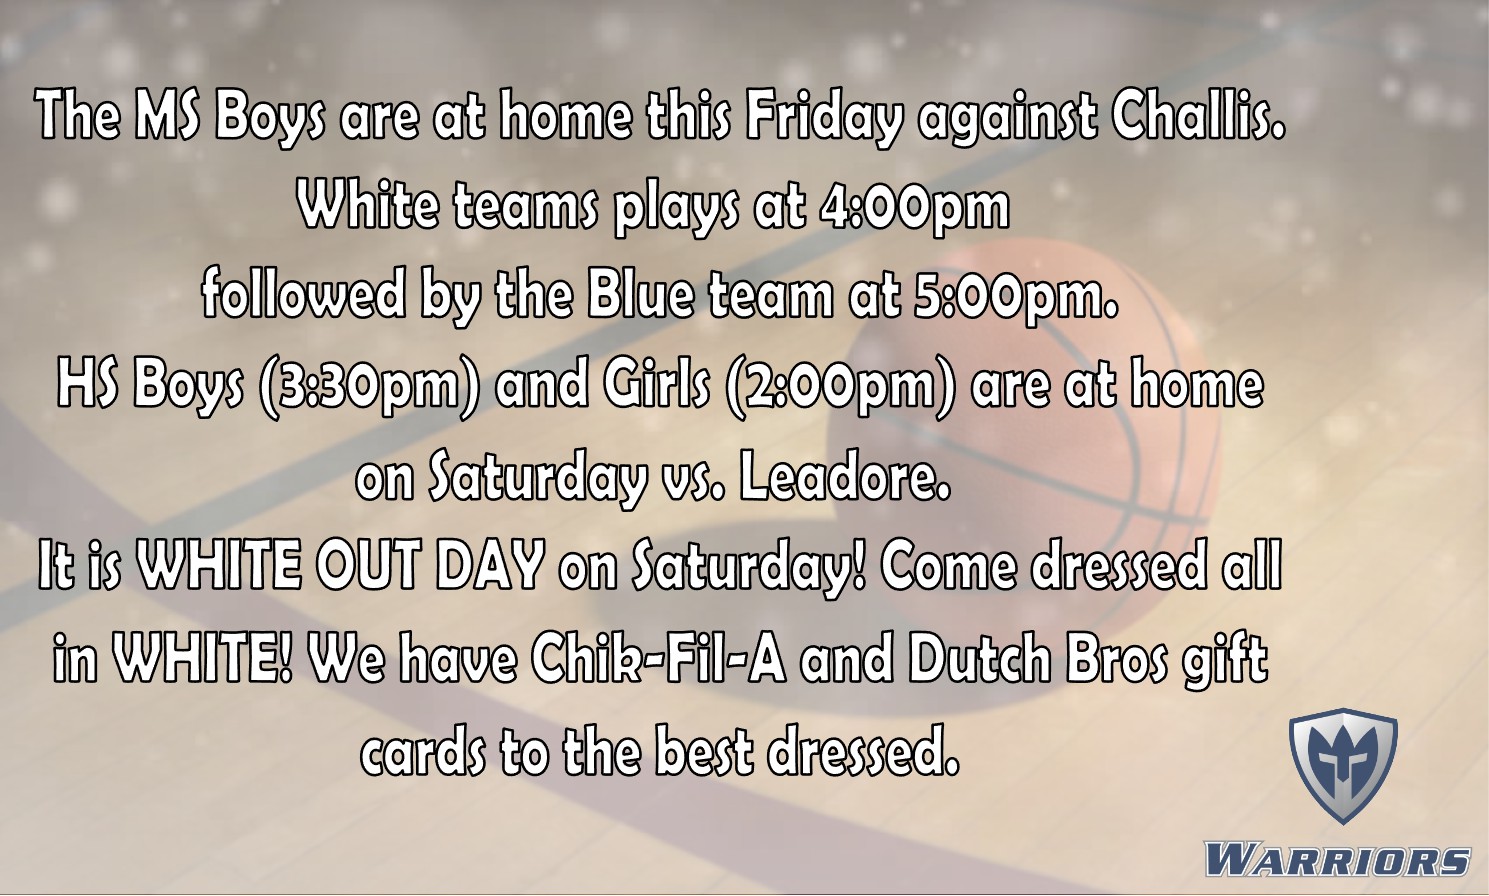 The MS Boys are at home this Friday against Challis.
White teams plays at 4:00pm
followed by the Blue team at 5:00pm.
HS Boys (3:30pm) and Girls (2:00pm) are at home
on Saturday vs. Leadore.
It is WHITE OUT DAY on Saturday! Come dressed all
in WHITE! We have Chik-Fil-A and Dutch Bros gift
cards to the best dressed.
WARRIORS